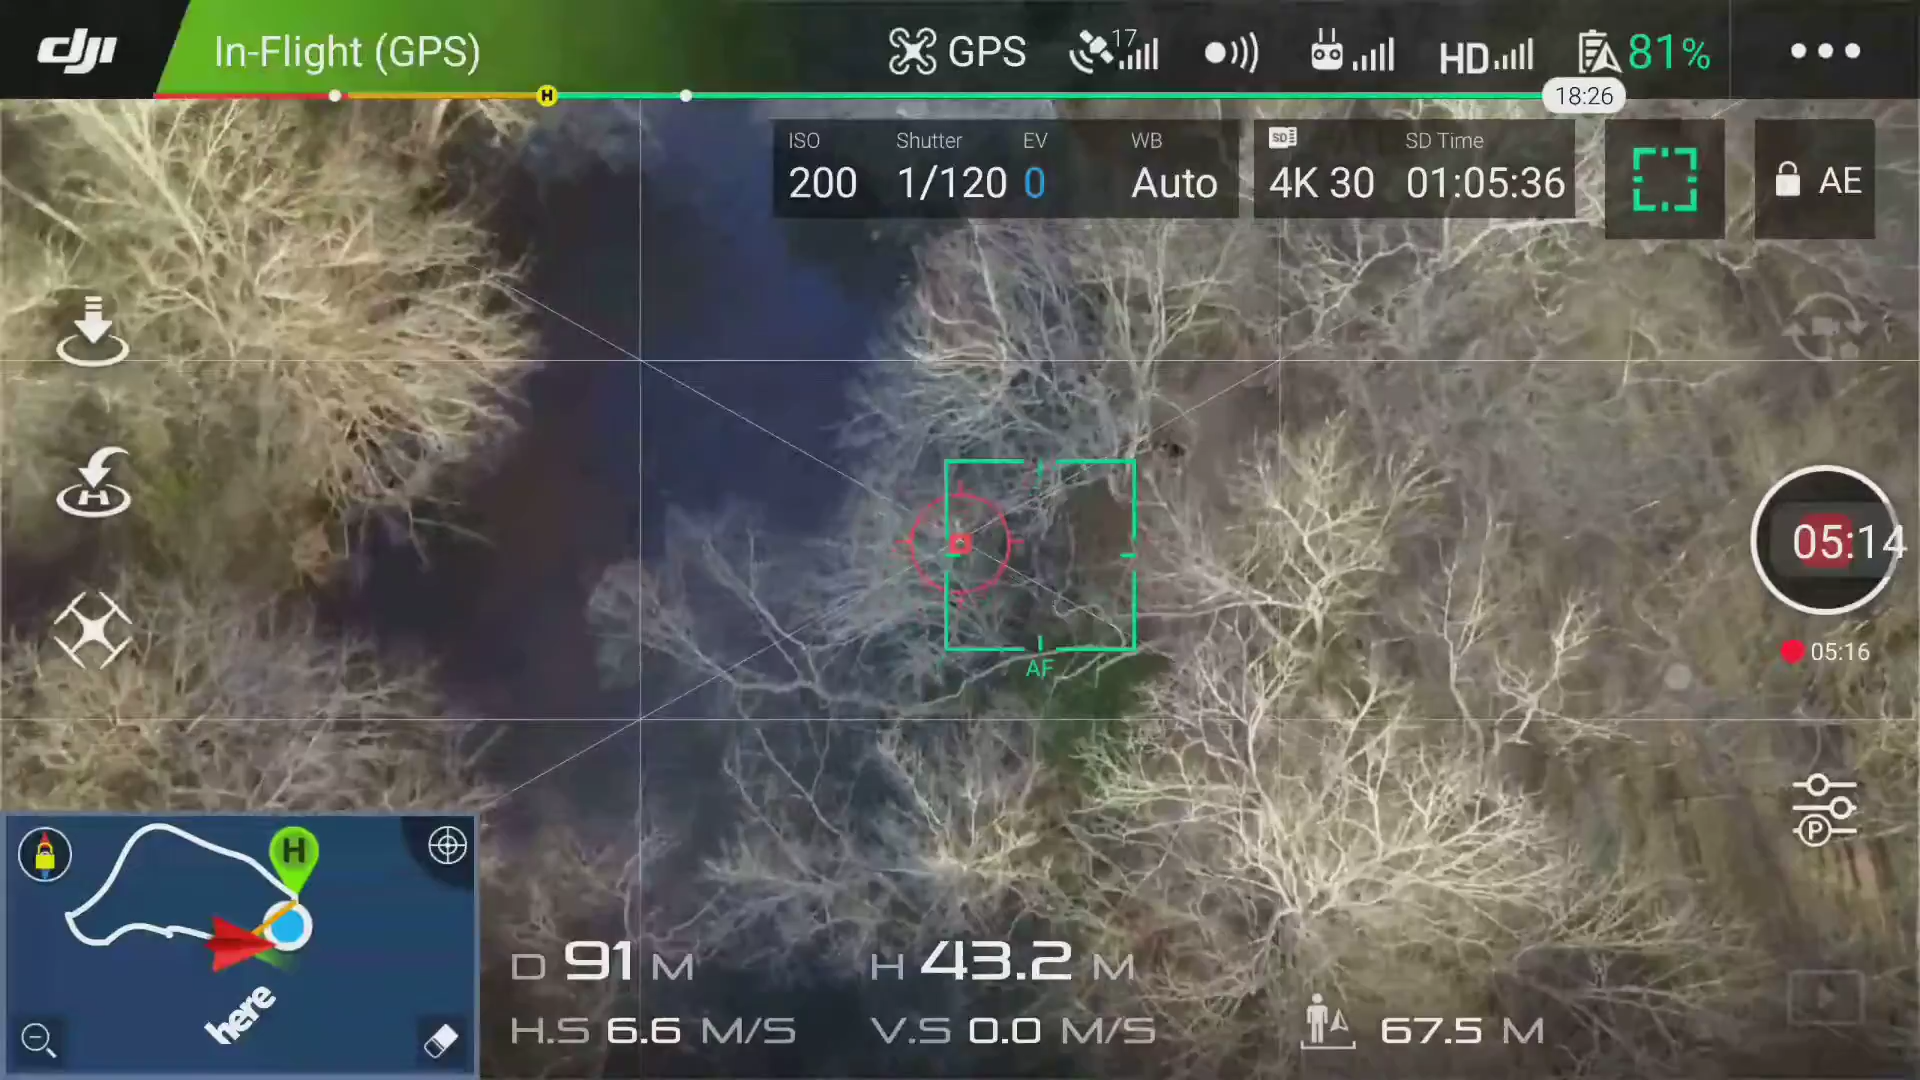 dji
In-Flight (GPS)
GPS
17
HD
81%
H
18:26
ISO
200
Shutter
1/120
EV
0
WB
Auto
SD
4K 30
SD Time
01:05:36
AE
H
AF
05:14
05:16
P
H
here
D 91 M
H 43.2 M
H.S 6.6 M/S
V.S 0.0 M/S
67.5 M